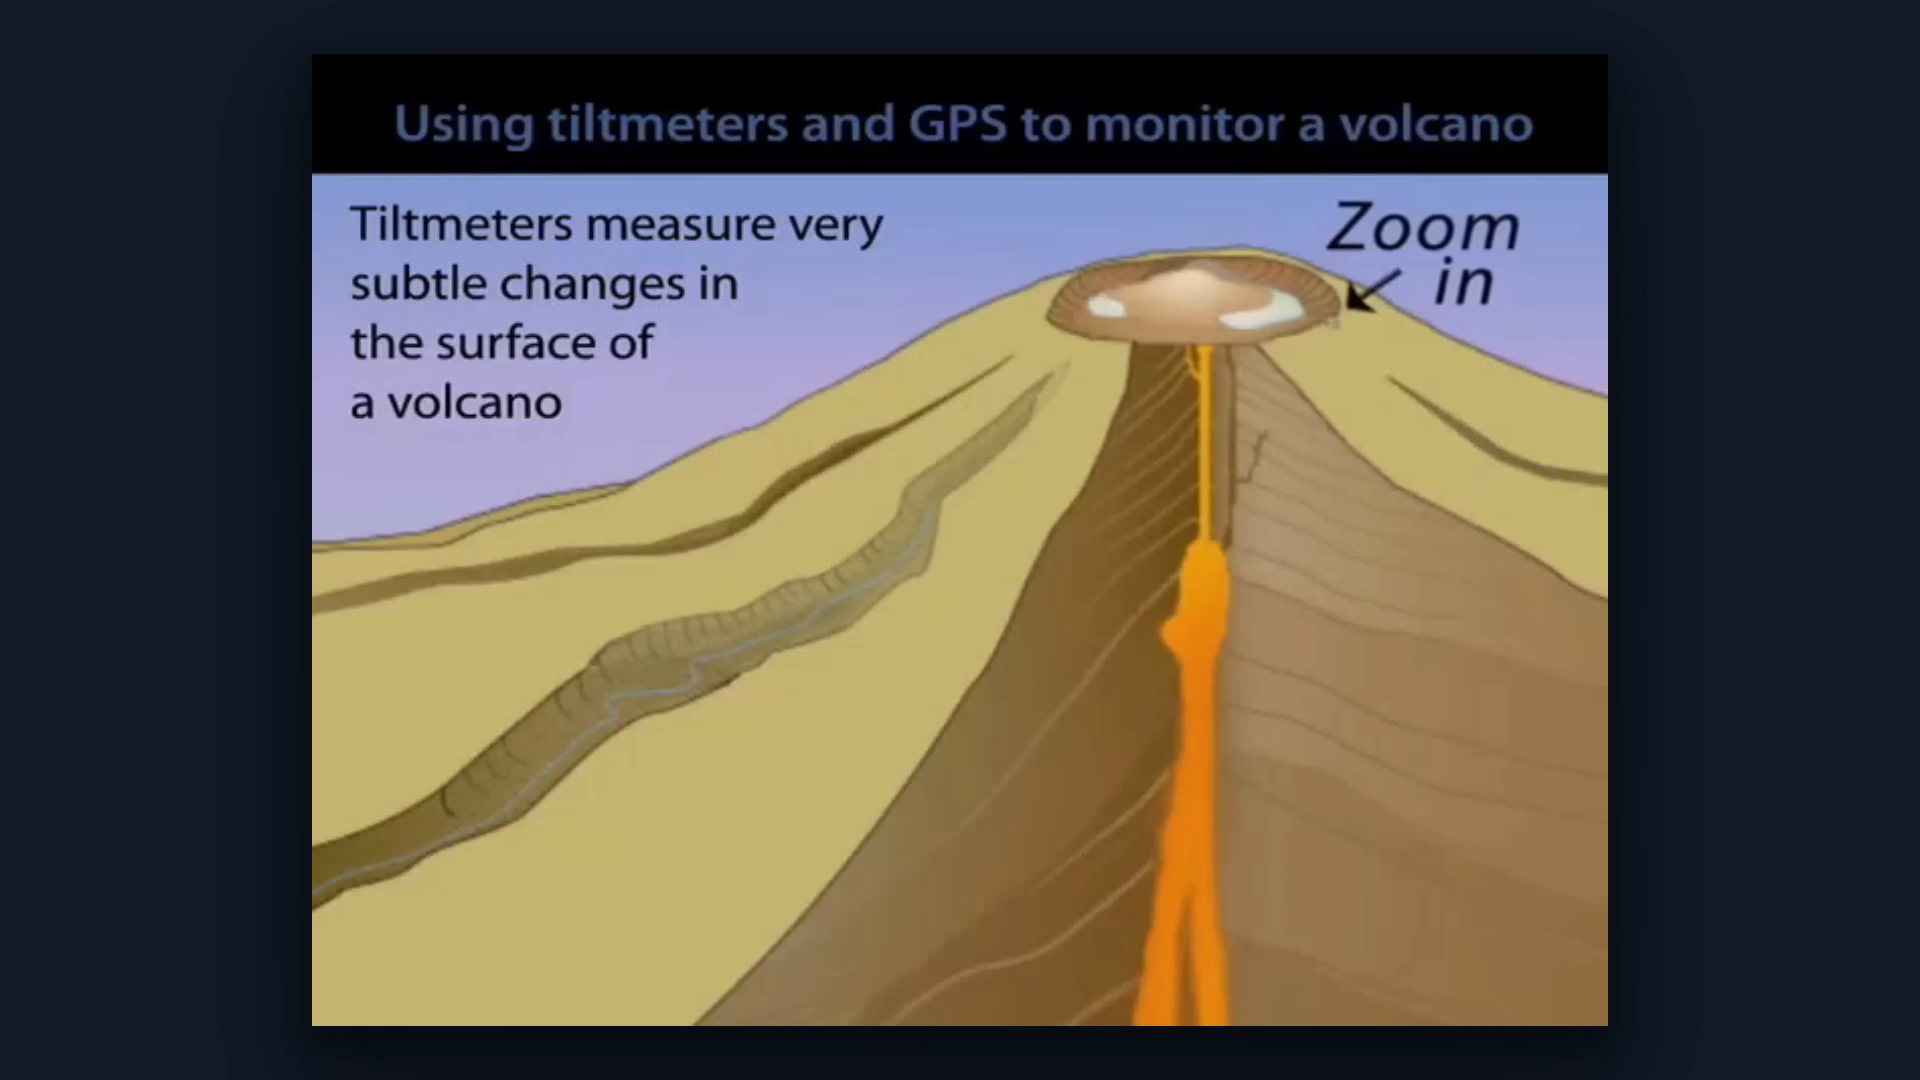 Using tiltmeters and GPS to monitor a volcano
Tiltmeters measure very
subtle changes in
the surface of
a volcano
Zoom
in